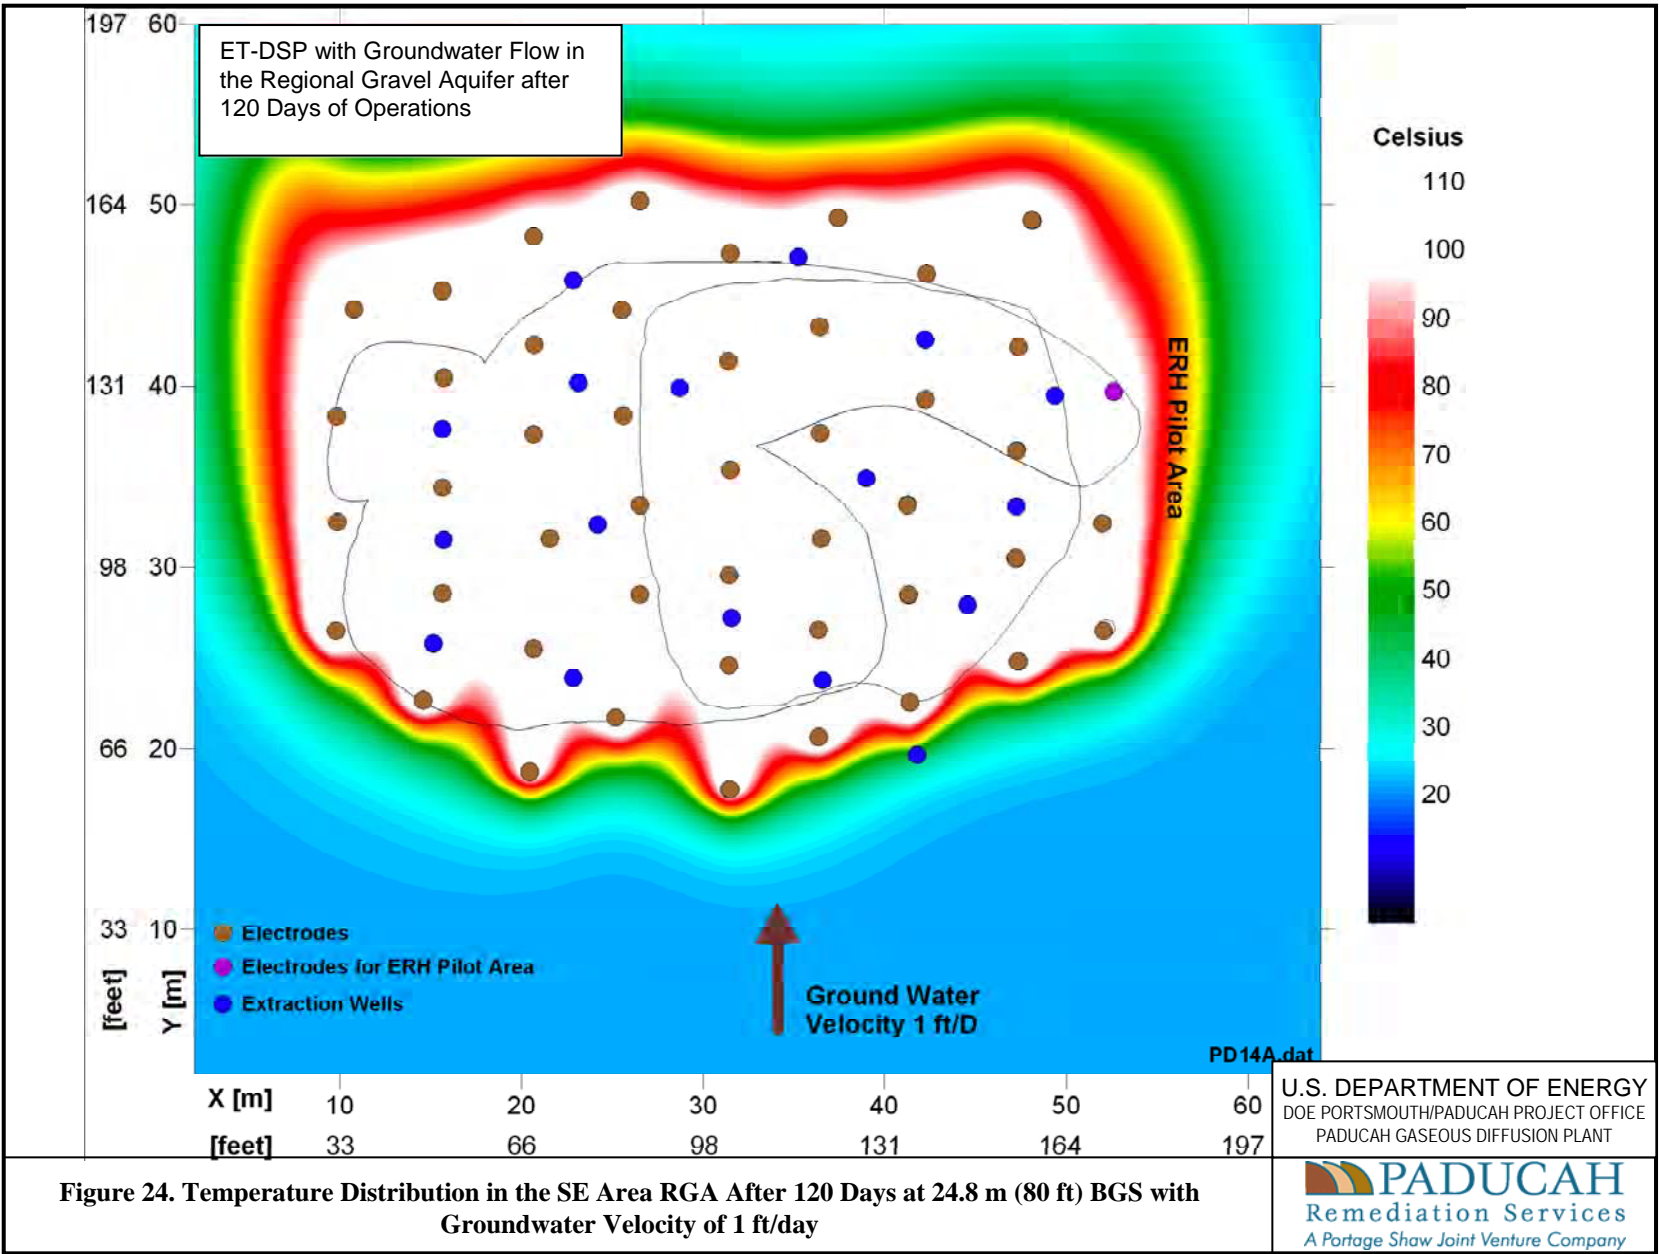 197 60
ET-DSP with Groundwater Flow in
the Regional Gravel Aquifer after
120 Days of Operations
Celsius
110
164 50
100
90
131 40
80
ERH Pilot Area
70
60
98 30
50
40
30
66 20
20
33 10
Electrodes
Electrodes for ERH Pilot Area
Extraction Wells
[feet]
Y [m]
Ground Water
Velocity 1 ft/D
PD14A.dat
X [m] 10 20 30 40 50 60
[feet] 33 66 98 131 164 197
U.S. DEPARTMENT OF ENERGY
DOE PORTSMOUTH/PADUCAH PROJECT OFFICE
PADUCAH GASEOUS DIFFUSION PLANT
Figure 24. Temperature Distribution in the SE Area RGA After 120 Days at 24.8 m (80 ft) BGS with
Groundwater Velocity of 1 ft/day
PADUCAH
Remediation Services
A Portage Shaw Joint Venture Company